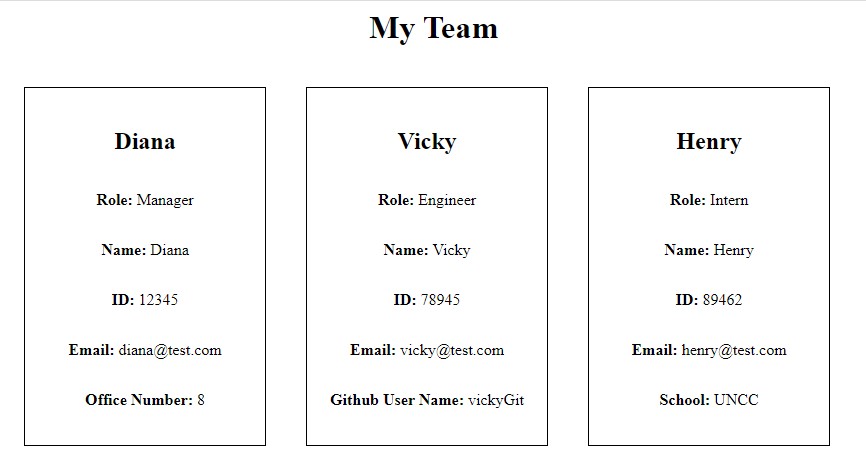 My Team
Diana
Role: Manager
Name: Diana
ID: 12345
Email: diana@test.com
Office Number: 8
Vicky
Role: Engineer
Name: Vicky
ID: 78945
Email: vicky@test.com
Github User Name: vickyGit
Henry
Role: Intern
Name: Henry
ID: 89462
Email: henry@test.com
School: UNCC